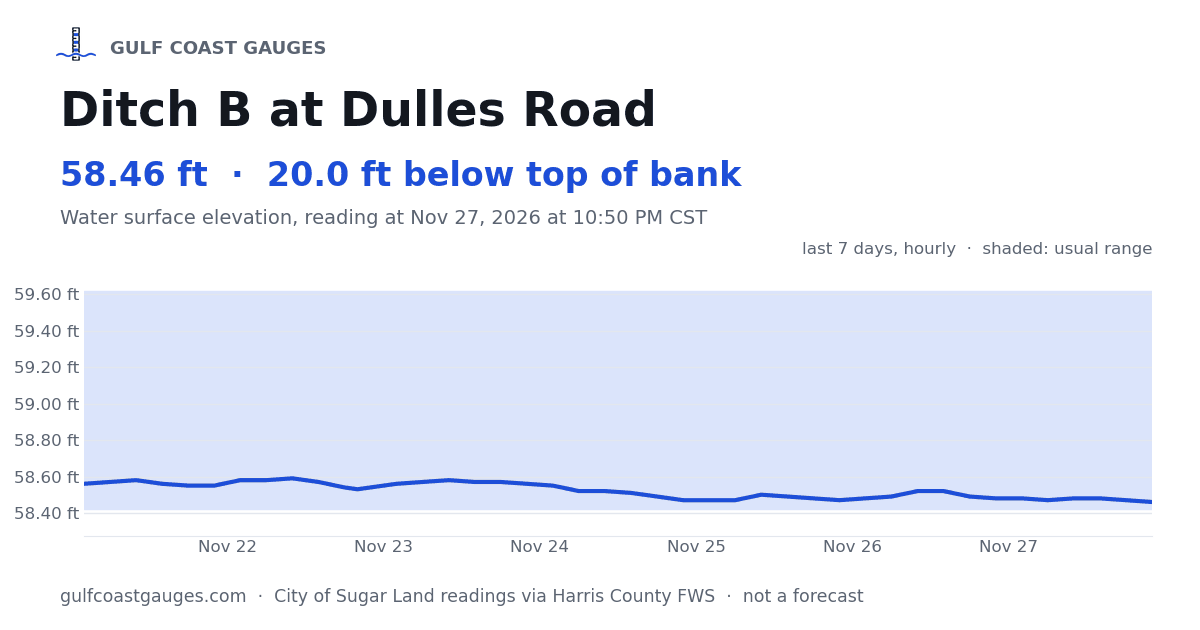 GULF COAST GAUGES
Ditch B at Dulles Road
58.46 ft · 20.0 ft below top of bank
Water surface elevation, reading at Nov 27, 2026 at 10:50 PM CST
last 7 days, hourly · shaded: usual range
59.60 ft
59.40 ft
59.20 ft
59.00 ft
58.80 ft
58.60 ft
58.40 ft
Nov 22 Nov 23 Nov 24 Nov 25 Nov 26 Nov 27
gulfcoastgauges.com · City of Sugar Land readings via Harris County FWS · not a forecast